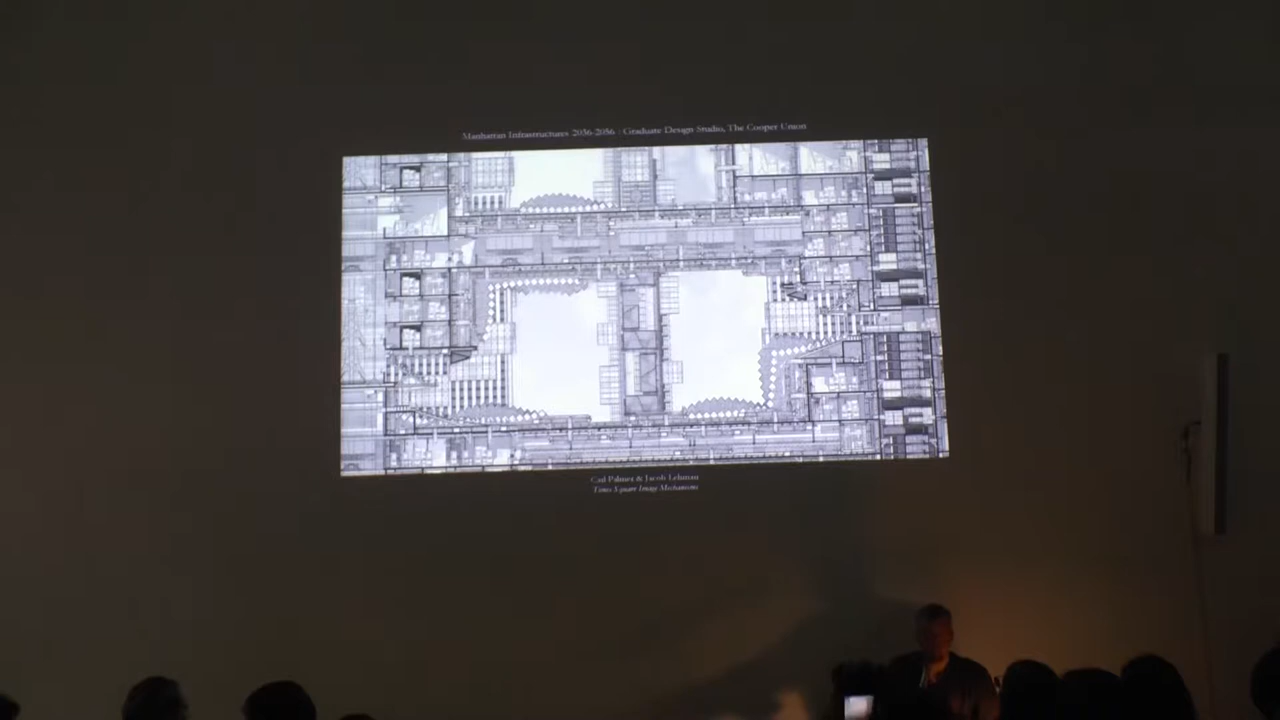 Manhattan Infrastructures 2036-2086 : Graduate Design Studio, The Cooper Union
Carl Palmer & Jacob Lehman
Times Square Image Mechanisms